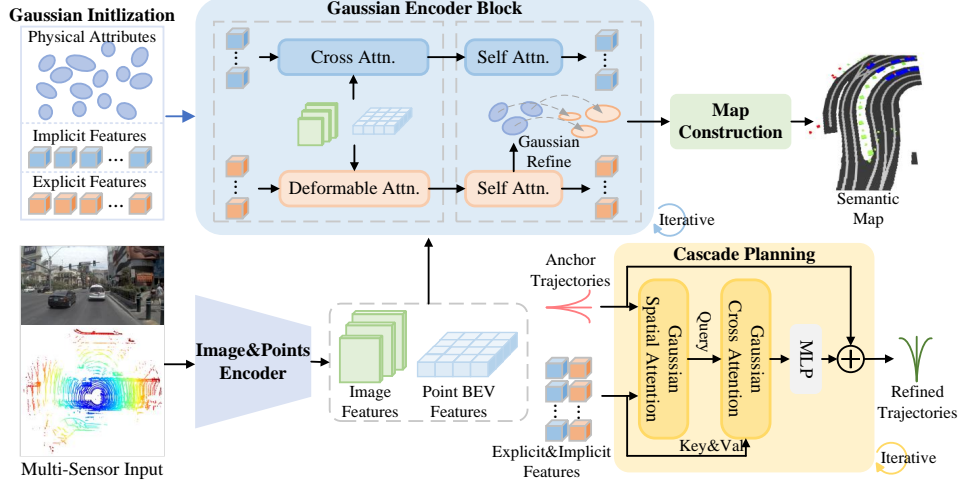 Gaussian Initlization
Physical Attributes
Implicit Features
Explicit Features
Gaussian Encoder Block
Cross Attn.
Self Attn.
Gaussian
Refine
Deformable Attn.
Self Attn.
Iterative
Map
Construction
Semantic
Map
Multi-Sensor Input
Image&Points
Encoder
Image
Features
Point BEV
Features
Cascade Planning
Anchor
Trajectories
Explicit&Implicit
Features
Gaussian
Spatial Attention
Query
Gaussian
Cross Attention
Key&Val
MLP
Refined
Trajectories
Iterative